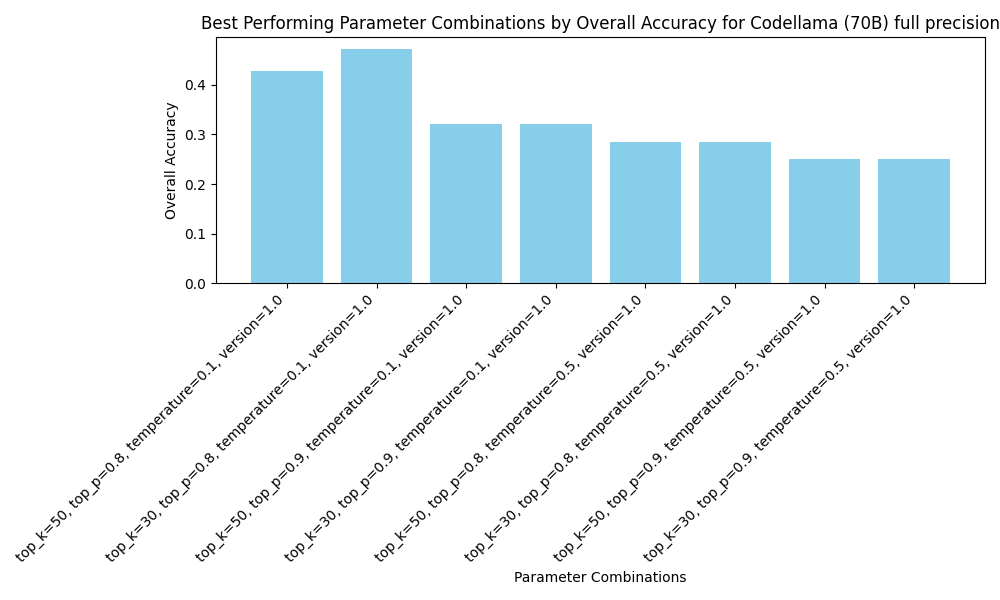 Best Performing Parameter Combinations by Overall Accuracy for Codellama (70B) full precision
Overall Accuracy
0.4
0.3
0.2
0.1
0.0
top_k=50, top_p=0.8, temperature=0.1, version=1.0
top_k=30, top_p=0.8, temperature=0.1, version=1.0
top_k=50, top_p=0.9, temperature=0.1, version=1.0
top_k=30, top_p=0.9, temperature=0.1, version=1.0
top_k=50, top_p=0.8, temperature=0.5, version=1.0
top_k=30, top_p=0.8, temperature=0.5, version=1.0
top_k=50, top_p=0.9, temperature=0.5, version=1.0
top_k=30, top_p=0.9, temperature=0.5, version=1.0
Parameter Combinations